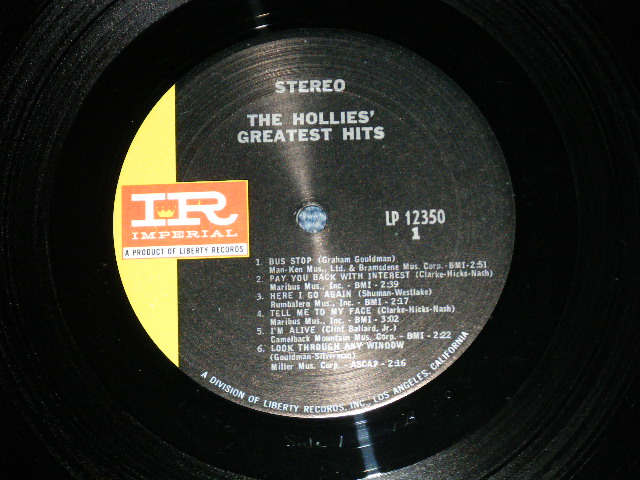 STEREO
THE HOLLIES'
GREATEST HITS
IR
IMPERIAL
A PRODUCT OF LIBERTY RECORDS
LP 12350
1
1. BUS STOP (Graham Gouldman)
Man-Ken Mus., Ltd. & Bramsdene Mus. Corp. - BMI - 2:51
2. PAY YOU BACK WITH INTEREST (Clarke-Hicks-Nash)
Maribus Mus., Inc. - BMI - 2:39
3. HERE I GO AGAIN (Shuman-Westlake)
Rumbalero Mus., Inc. - BMI - 2:17
4. TELL ME TO MY FACE (Clarke-Hicks-Nash)
Maribus Mus., Inc. - BMI - 3:02
5. I'M ALIVE (Clint Ballard, Jr.)
Camelback Mountain Mus. Corp. - BMI - 2:22
6. LOOK THROUGH ANY WINDOW
(Gouldman-Silverman)
Miller Mus. Corp. - ASCAP - 2:16
A DIVISION OF LIBERTY RECORDS, INC., LOS ANGELES, CALIFORNIA